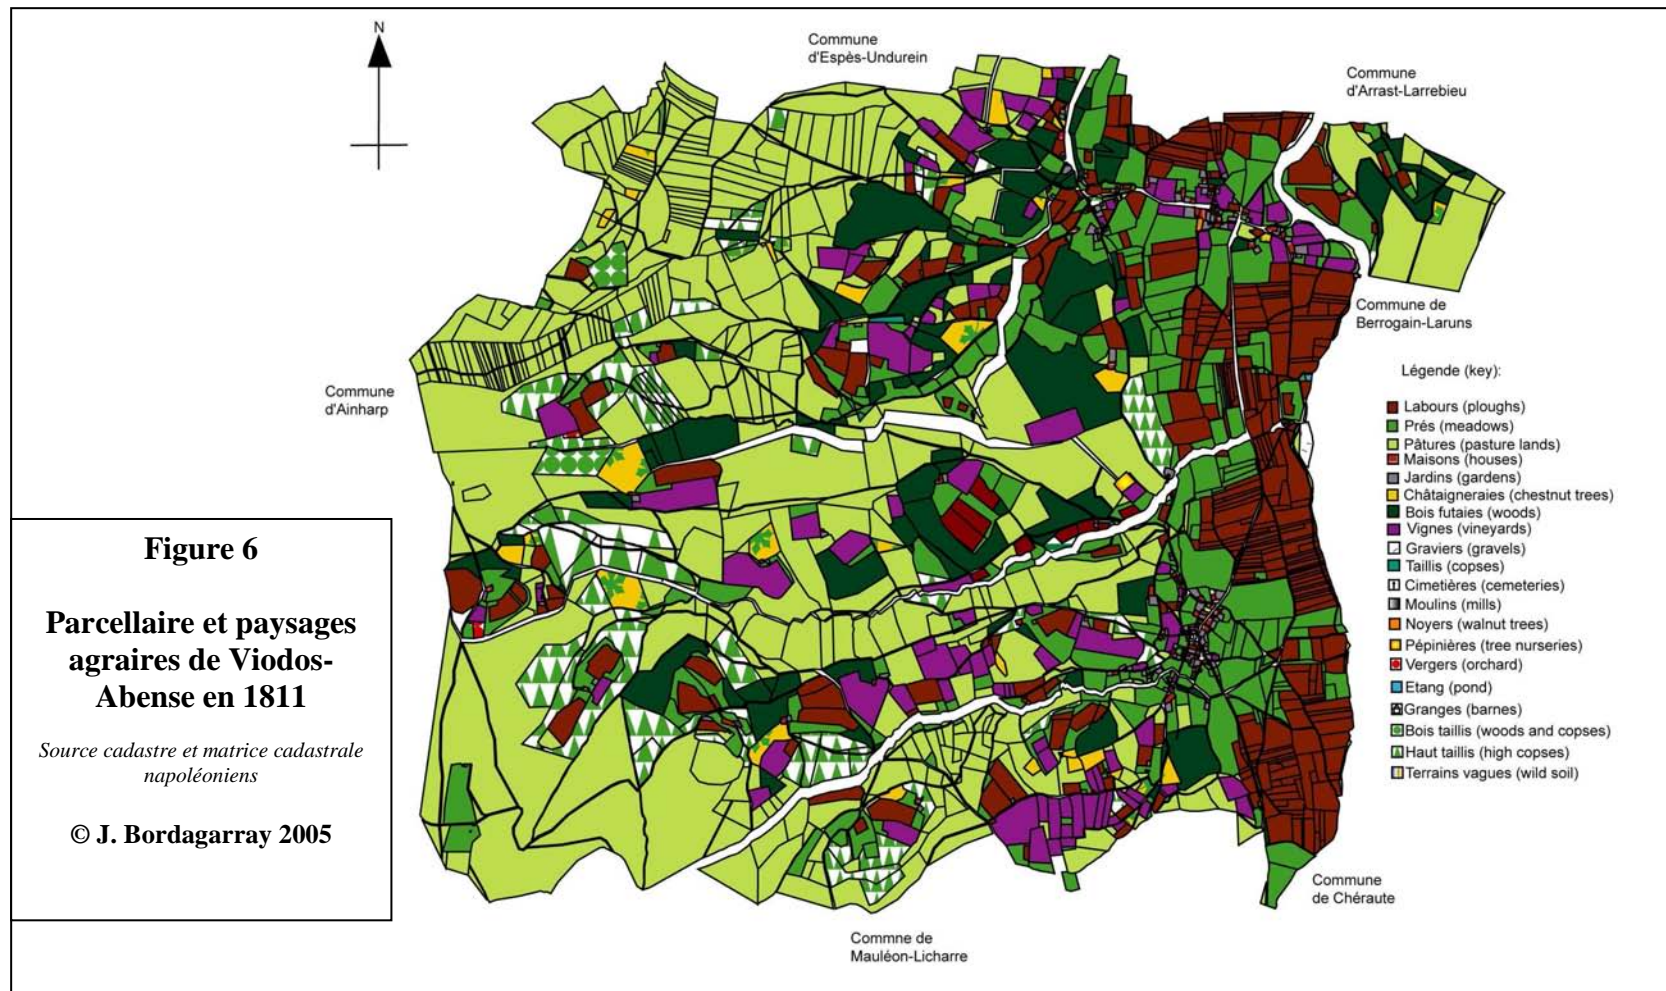 N
Commune
d'Espès-Undurein
Commune
d'Arrast-Larrebieu
Commune de
Berrogain-Laruns
Commune
d'Ainharp
Légende (key):
Labours (ploughs)
Prés (meadows)
Pâtures (pasture lands)
Maisons (houses)
Jardins (gardens)
Châtaigneraies (chestnut trees)
Bois futaies (woods)
Vignes (vineyards)
Graviers (gravels)
Taillis (copses)
Cimetières (cemeteries)
Moulins (mills)
Noyers (walnut trees)
Pépinières (tree nurseries)
Vergers (orchard)
Etang (pond)
Granges (barnes)
Bois taillis (woods and copses)
Haut taillis (high copses)
Terrains vagues (wild soil)
Figure 6
Parcellaire et paysages
agraires de Viodos-
Abense en 1811
Source cadastre et matrice cadastrale
napoléoniens
© J. Bordagarray 2005
Commune
de Chéraute
Commne de
Mauléon-Licharre